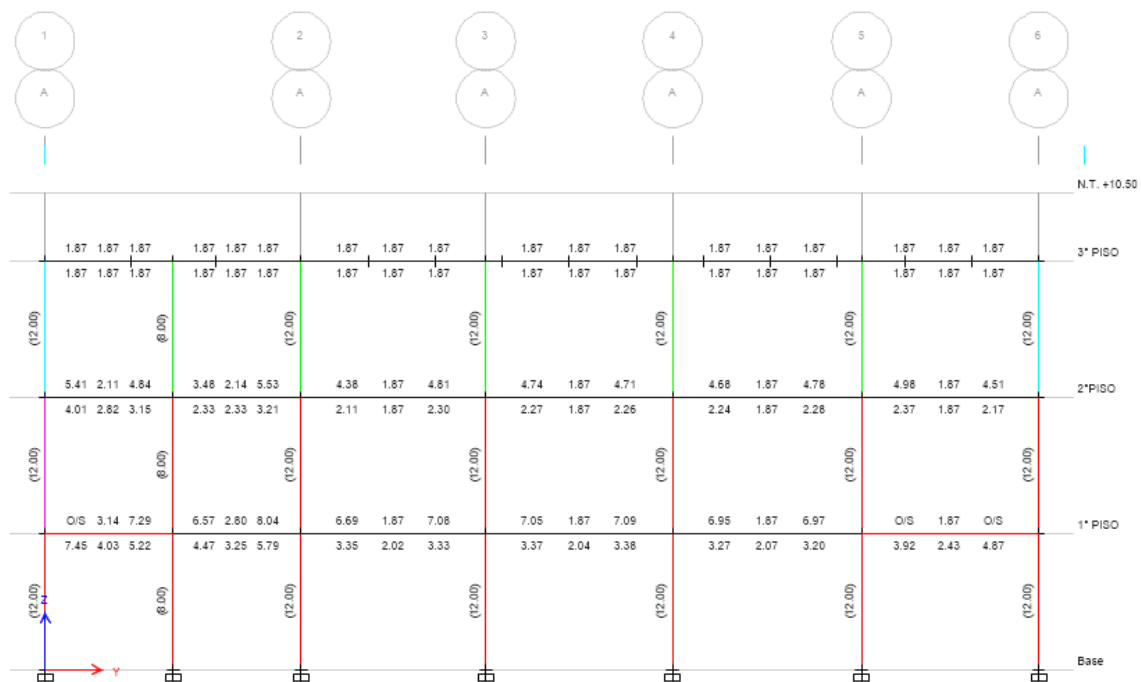 1 2 3 4 5 6
A A A A A A
N.T. +10.50
1.87 1.87 1.87 1.87 1.87 1.87 1.87 1.87 1.87 1.87 1.87 1.87 1.87 1.87 1.87 1.87 1.87 1.87
3° PISO
1.87 1.87 1.87 1.87 1.87 1.87 1.87 1.87 1.87 1.87 1.87 1.87 1.87 1.87 1.87 1.87 1.87 1.87
(12.00) (8.00) (12.00) (12.00) (12.00) (12.00) (12.00)
5.41 2.11 4.84 3.48 2.14 5.53 4.38 1.87 4.81 4.74 1.87 4.71 4.68 1.87 4.78 4.98 1.87 4.51
2°PISO
4.01 2.82 3.15 2.33 2.33 3.21 2.11 1.87 2.30 2.27 1.87 2.26 2.24 1.87 2.28 2.37 1.87 2.17
(12.00) (8.00) (12.00) (12.00) (12.00) (12.00) (12.00)
O/S 3.14 7.29 6.57 2.80 8.04 6.69 1.87 7.08 7.05 1.87 7.09 6.95 1.87 6.97 O/S 1.87 O/S
1° PISO
7.45 4.03 5.22 4.47 3.25 5.79 3.35 2.02 3.33 3.37 2.04 3.38 3.27 2.07 3.20 3.92 2.43 4.87
(12.00) (8.00) (12.00) (12.00) (12.00) (12.00) (12.00)
Z
Y
Base